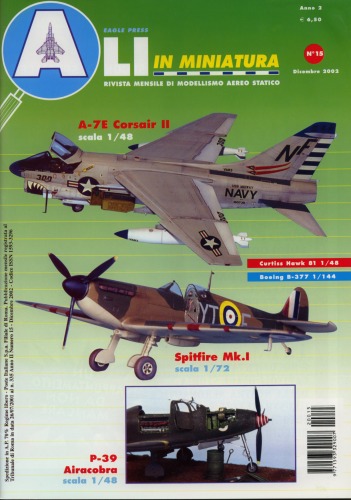 EAGLE PRESS
Anno 2
€ 6,50
ALI IN MINIATURA
N°15
RIVISTA MENSILE DI MODELLISMO AEREO STATICO
Dicembre 2002
A-7E Corsair II
scala 1/48
NF
NAVY
300
Curtiss Hawk 81 1/48
Boeing B-377 1/144
YT
Spitfire Mk.I
scala 1/72
P-39
Airacobra
scala 1/48